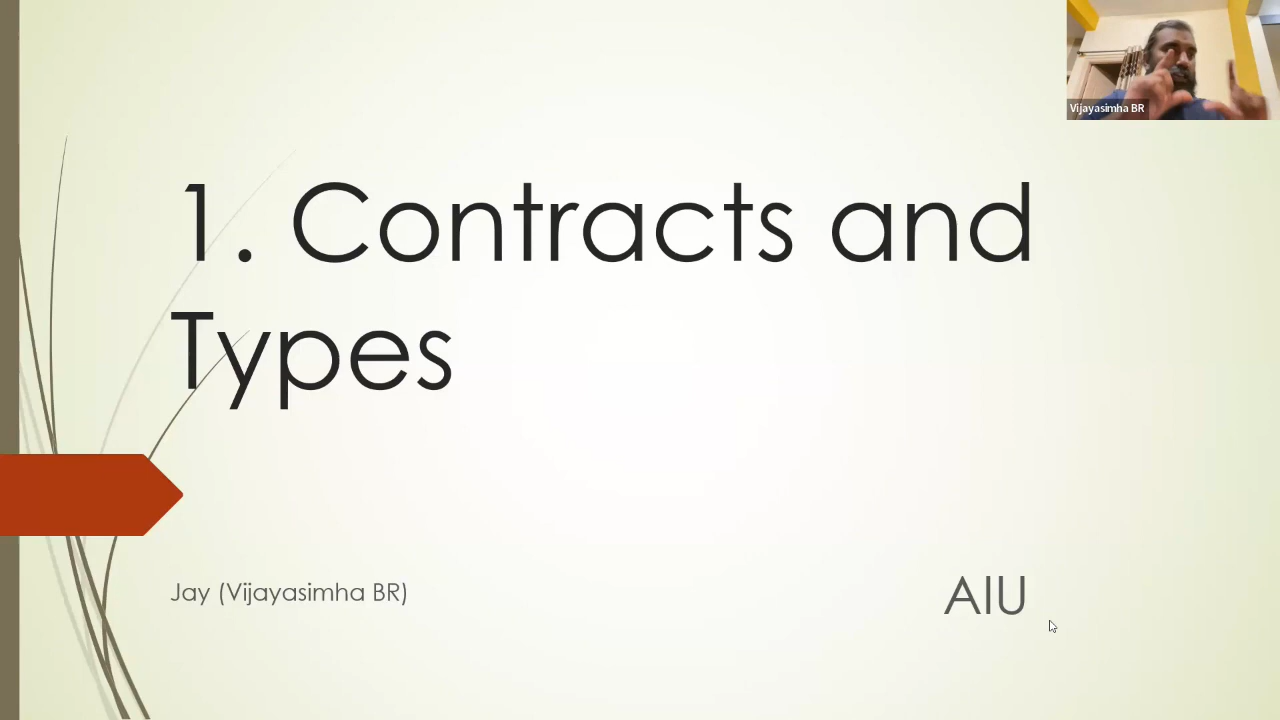 Vijayasimha BR
1. Contracts and
Types
Jay (Vijayasimha BR)
AIU